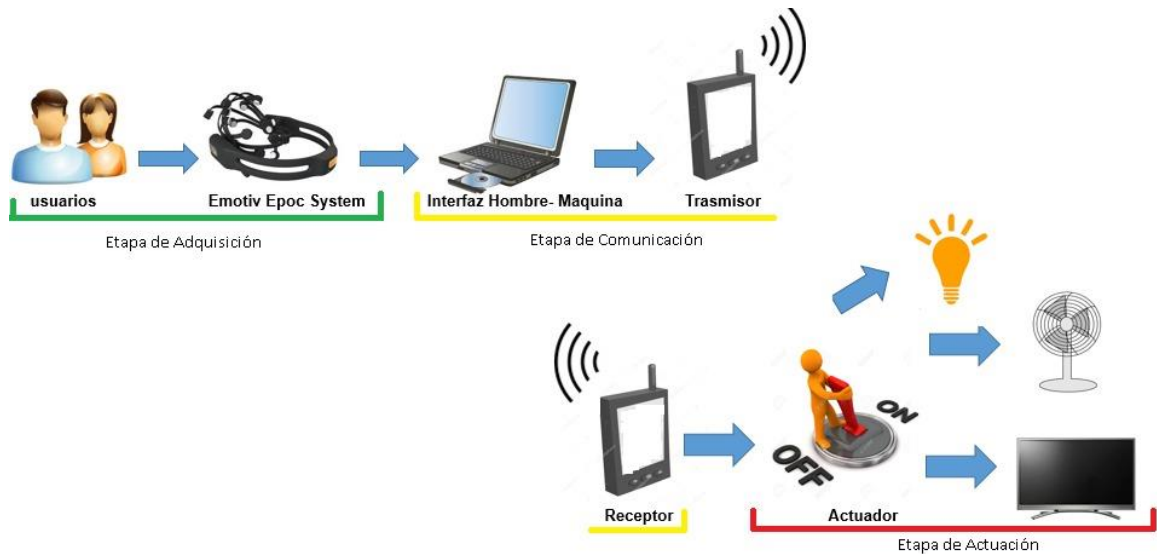 usuarios
Emotiv Epoc System
Interfaz Hombre- Maquina
Trasmisor
Etapa de Adquisición
Etapa de Comunicación
ON
OFF
Receptor
Actuador
Etapa de Actuación